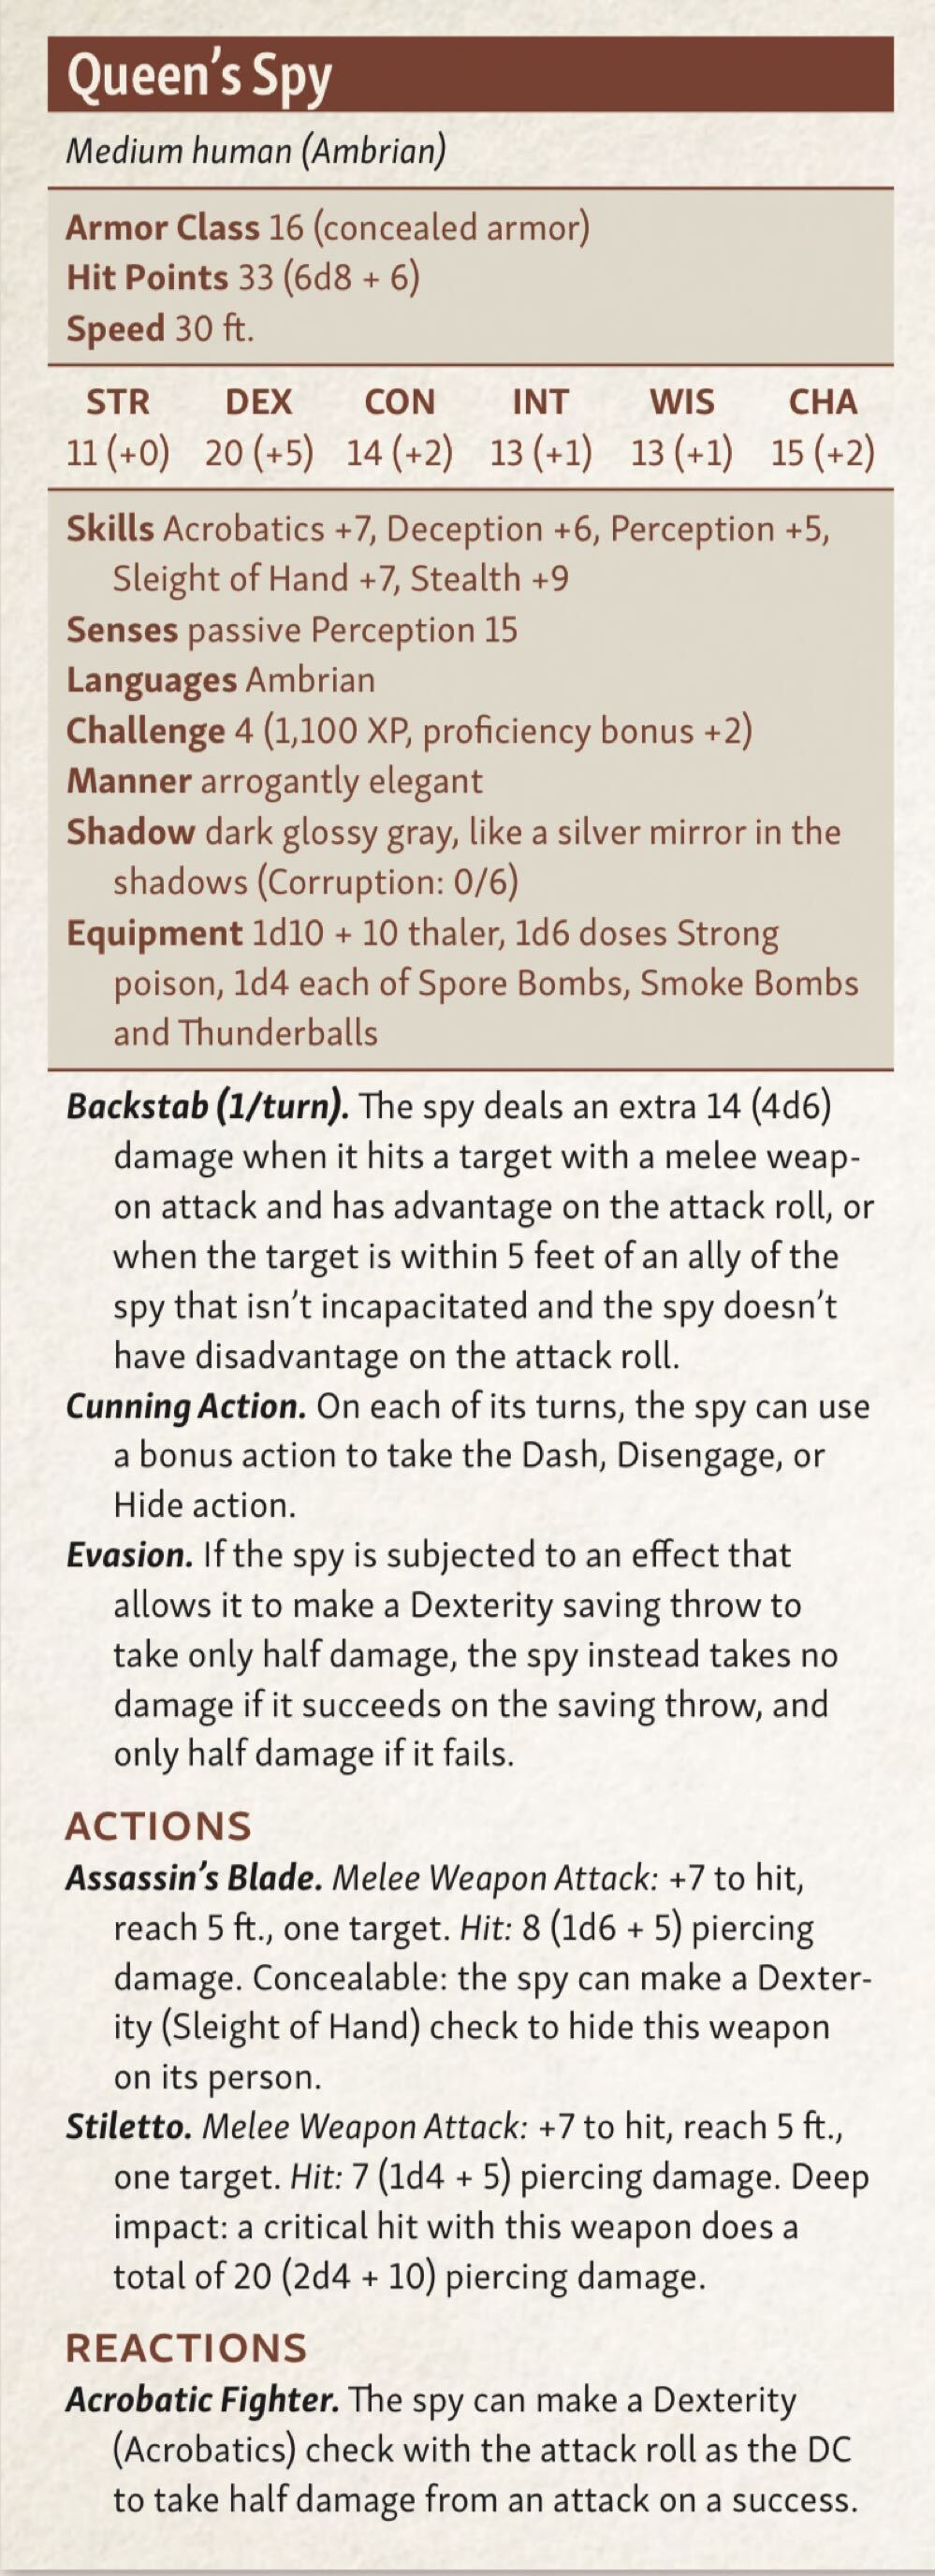 Queen's Spy
Medium human (Ambrian)
Armor Class 16 (concealed armor)
Hit Points 33 (6d8 + 6)
Speed 30 ft.
STR DEX CON INT WIS CHA
11 (+0) 20 (+5) 14 (+2) 13 (+1) 13 (+1) 15 (+2)
Skills Acrobatics +7, Deception +6, Perception +5,
Sleight of Hand +7, Stealth +9
Senses passive Perception 15
Languages Ambrian
Challenge 4 (1,100 XP, proficiency bonus +2)
Manner arrogantly elegant
Shadow dark glossy gray, like a silver mirror in the
shadows (Corruption: 0/6)
Equipment 1d10 + 10 thaler, 1d6 doses Strong
poison, 1d4 each of Spore Bombs, Smoke Bombs
and Thunderballs
Backstab (1/turn). The spy deals an extra 14 (4d6)
damage when it hits a target with a melee weap-
on attack and has advantage on the attack roll, or
when the target is within 5 feet of an ally of the
spy that isn't incapacitated and the spy doesn't
have disadvantage on the attack roll.
Cunning Action. On each of its turns, the spy can use
a bonus action to take the Dash, Disengage, or
Hide action.
Evasion. If the spy is subjected to an effect that
allows it to make a Dexterity saving throw to
take only half damage, the spy instead takes no
damage if it succeeds on the saving throw, and
only half damage if it fails.
ACTIONS
Assassin's Blade. Melee Weapon Attack: +7 to hit,
reach 5 ft., one target. Hit: 8 (1d6 + 5) piercing
damage. Concealable: the spy can make a Dexter-
ity (Sleight of Hand) check to hide this weapon
on its person.
Stiletto. Melee Weapon Attack: +7 to hit, reach 5 ft.,
one target. Hit: 7 (1d4 + 5) piercing damage. Deep
impact: a critical hit with this weapon does a
total of 20 (2d4 + 10) piercing damage.
REACTIONS
Acrobatic Fighter. The spy can make a Dexterity
(Acrobatics) check with the attack roll as the DC
to take half damage from an attack on a success.